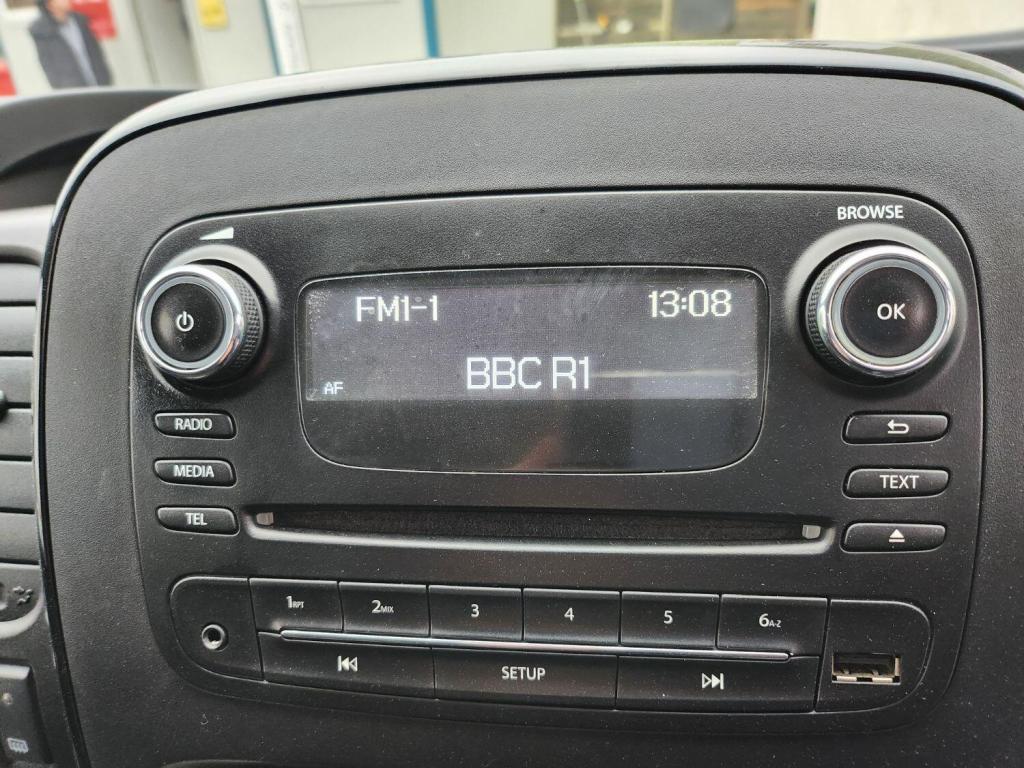 BROWSE
FM1-1 13:08
OK
BBC R1
AF
RADIO
MEDIA
TEXT
TEL
1RPT 2MIX 3 4 5 6A-Z
SETUP